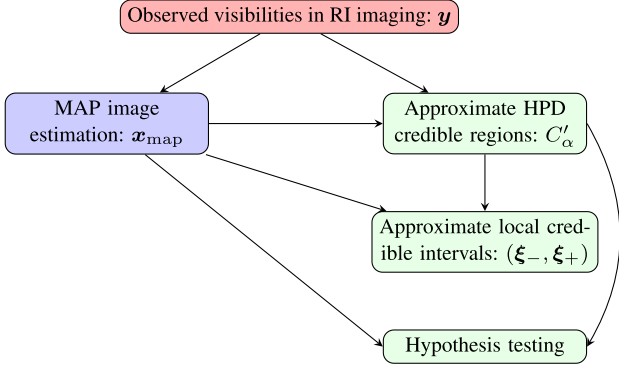 Observed visibilities in RI imaging: y
MAP image
estimation: x_map
Approximate HPD
credible regions: C′_α
Approximate local cred-
ible intervals: (ξ_−, ξ_+)
Hypothesis testing